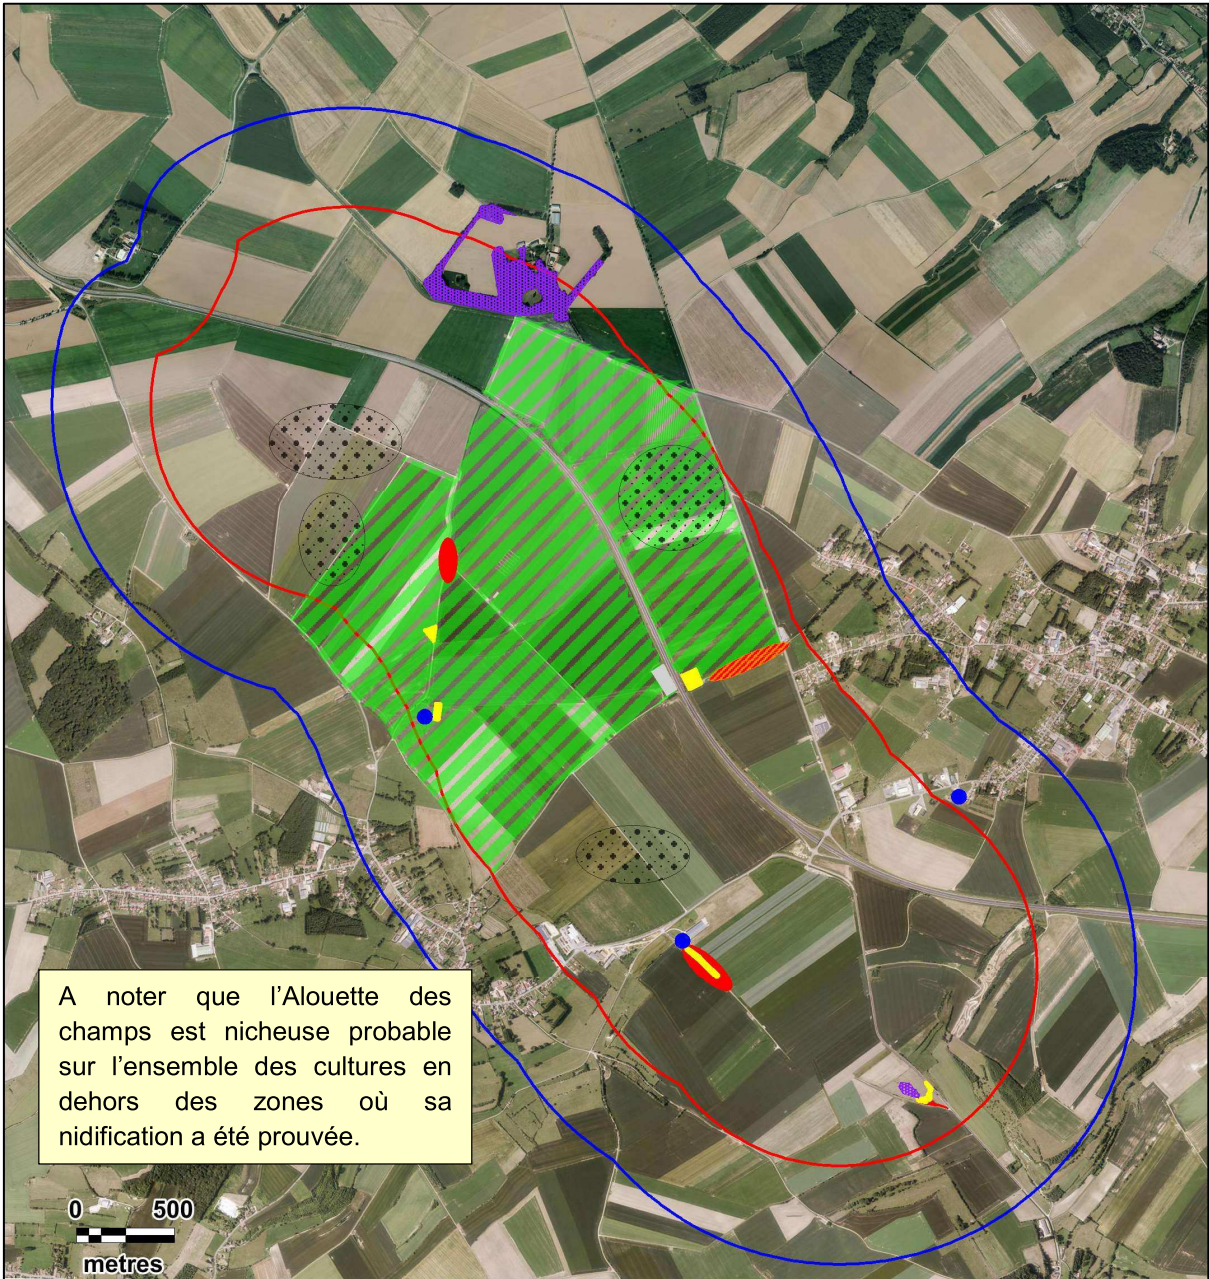 A noter que l'Alouette des
champs est nicheuse probable
sur l'ensemble des cultures en
dehors des zones où sa
nidification a été prouvée.
0 500
metres